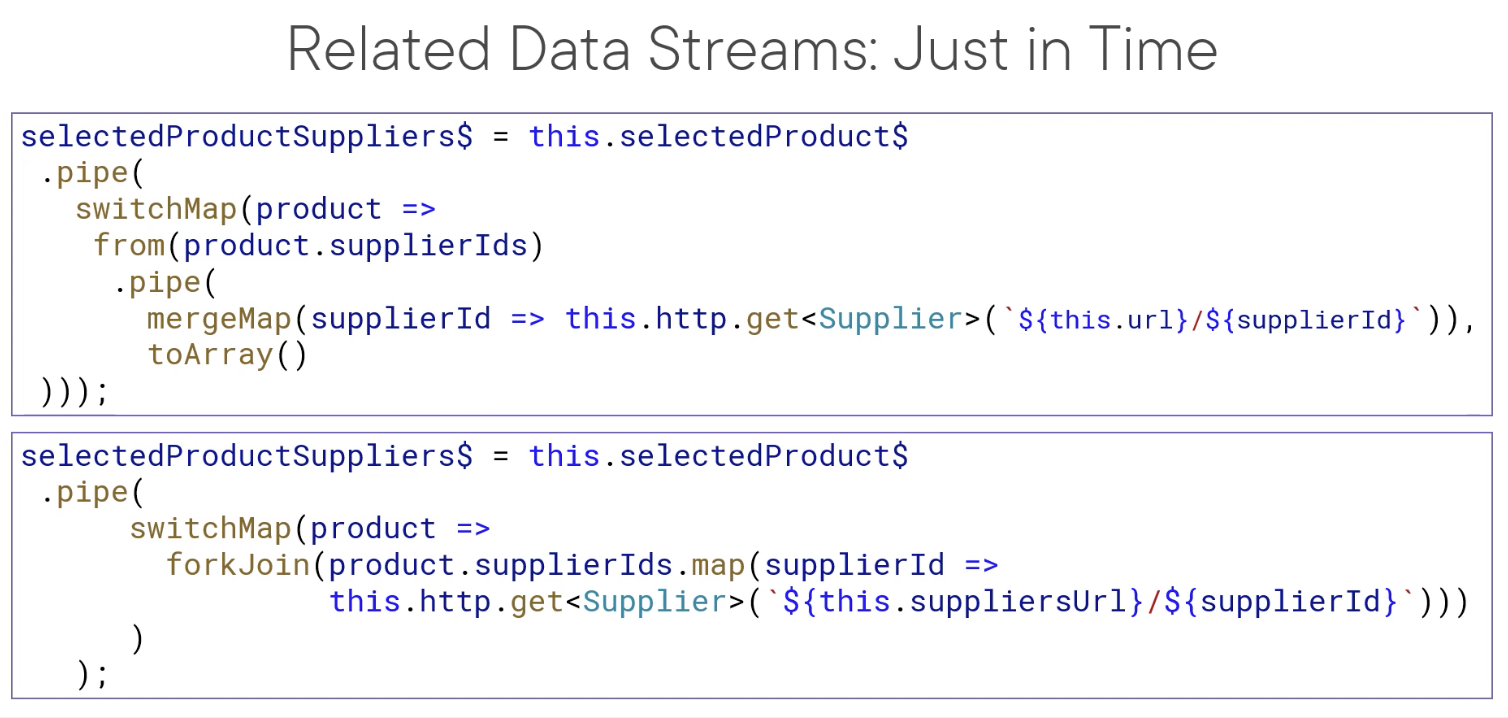 Related Data Streams: Just in Time
selectedProductSuppliers$ = this.selectedProduct$
.pipe(
switchMap(product =>
from(product.supplierIds)
.pipe(
mergeMap(supplierId => this.http.get<Supplier>(`${this.url}/${supplierId}`)),
toArray()
)));
selectedProductSuppliers$ = this.selectedProduct$
.pipe(
switchMap(product =>
forkJoin(product.supplierIds.map(supplierId =>
this.http.get<Supplier>(`${this.suppliersUrl}/${supplierId}`)))
)
);